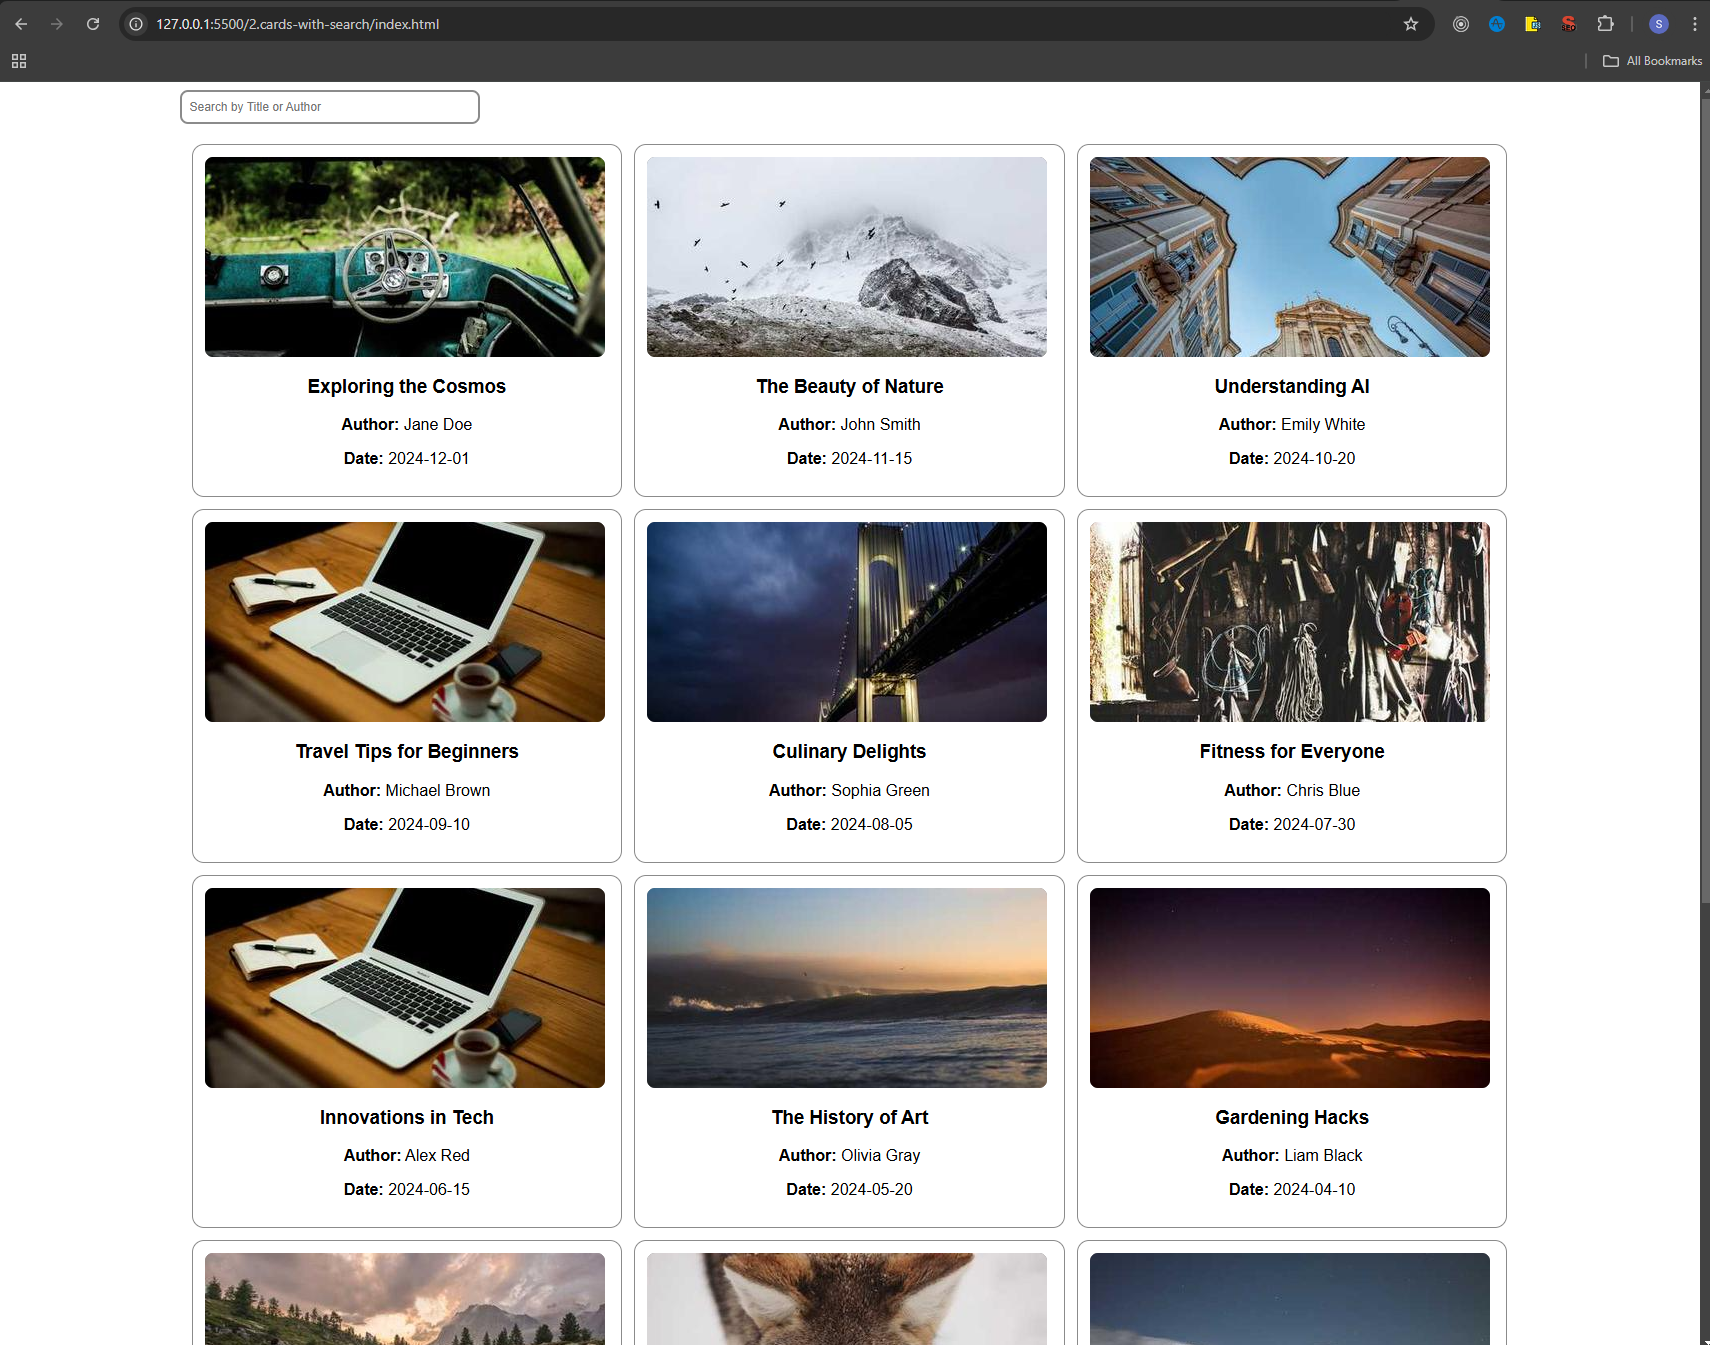 127.0.0.1:5500/2.cards-with-search/index.html
S
All Bookmarks
Search by Title or Author
Exploring the Cosmos
Author: Jane Doe
Date: 2024-12-01
The Beauty of Nature
Author: John Smith
Date: 2024-11-15
Understanding AI
Author: Emily White
Date: 2024-10-20
Travel Tips for Beginners
Author: Michael Brown
Date: 2024-09-10
Culinary Delights
Author: Sophia Green
Date: 2024-08-05
Fitness for Everyone
Author: Chris Blue
Date: 2024-07-30
Innovations in Tech
Author: Alex Red
Date: 2024-06-15
The History of Art
Author: Olivia Gray
Date: 2024-05-20
Gardening Hacks
Author: Liam Black
Date: 2024-04-10